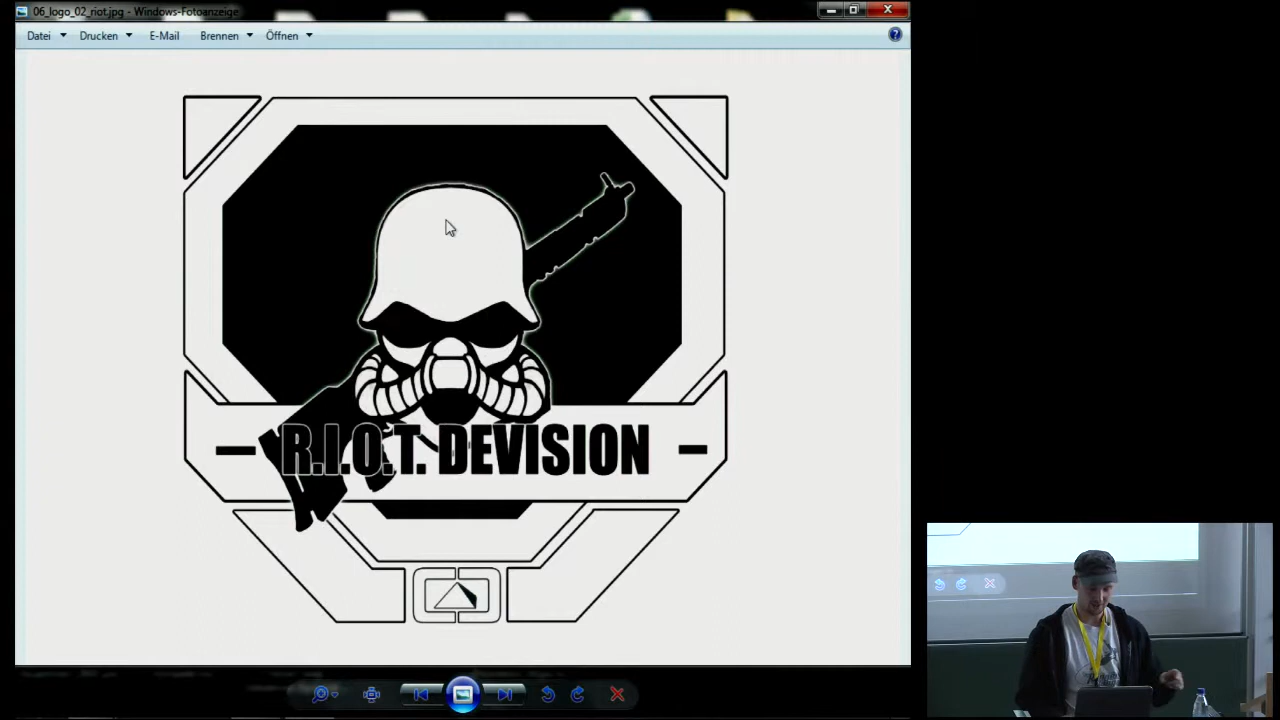 06_logo_02_riot.jpg - Windows-Fotoanzeige
Datei Drucken E-Mail Brennen Öffnen
R.I.O.T. DEVISION